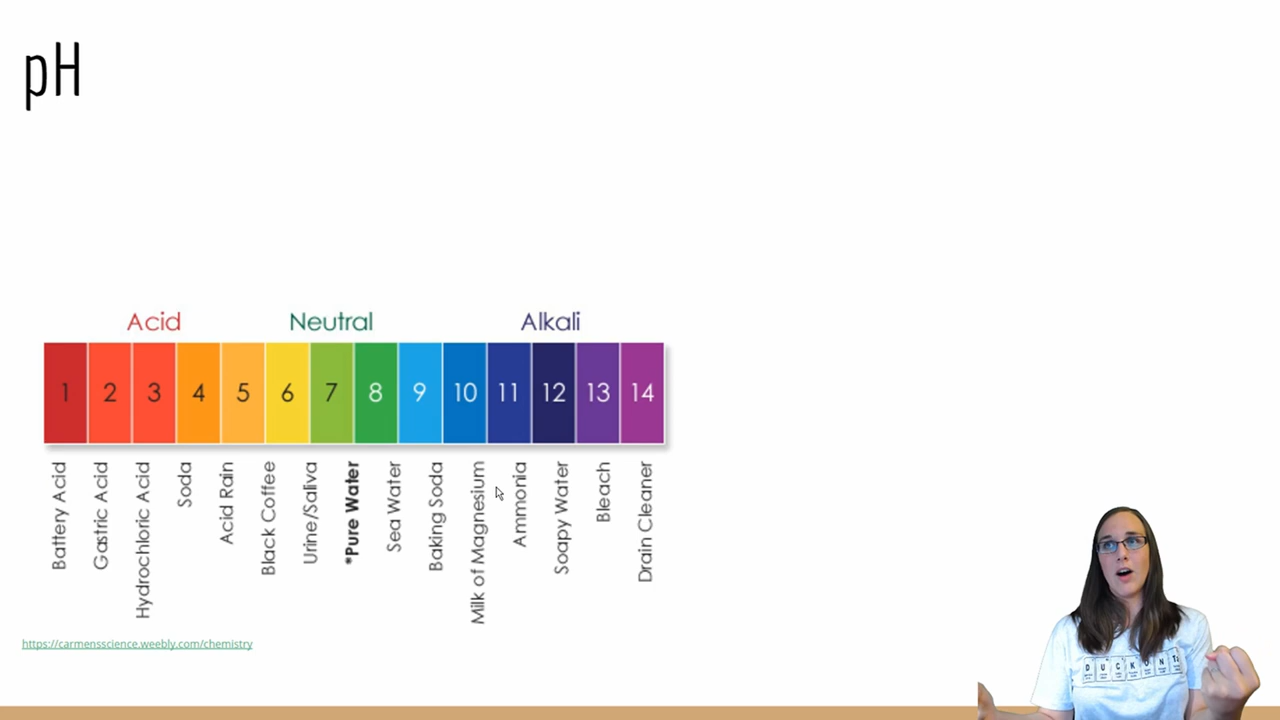 pH
Acid Neutral Alkali
1 2 3 4 5 6 7 8 9 10 11 12 13 14
Battery Acid
Gastric Acid
Hydrochloric Acid
Soda
Acid Rain
Black Coffee
Urine/Saliva
*Pure Water
Sea Water
Baking Soda
Milk of Magnesium
Ammonia
Soapy Water
Bleach
Drain Cleaner
https://carmensscience.weebly.com/chemistry
D U C K N T